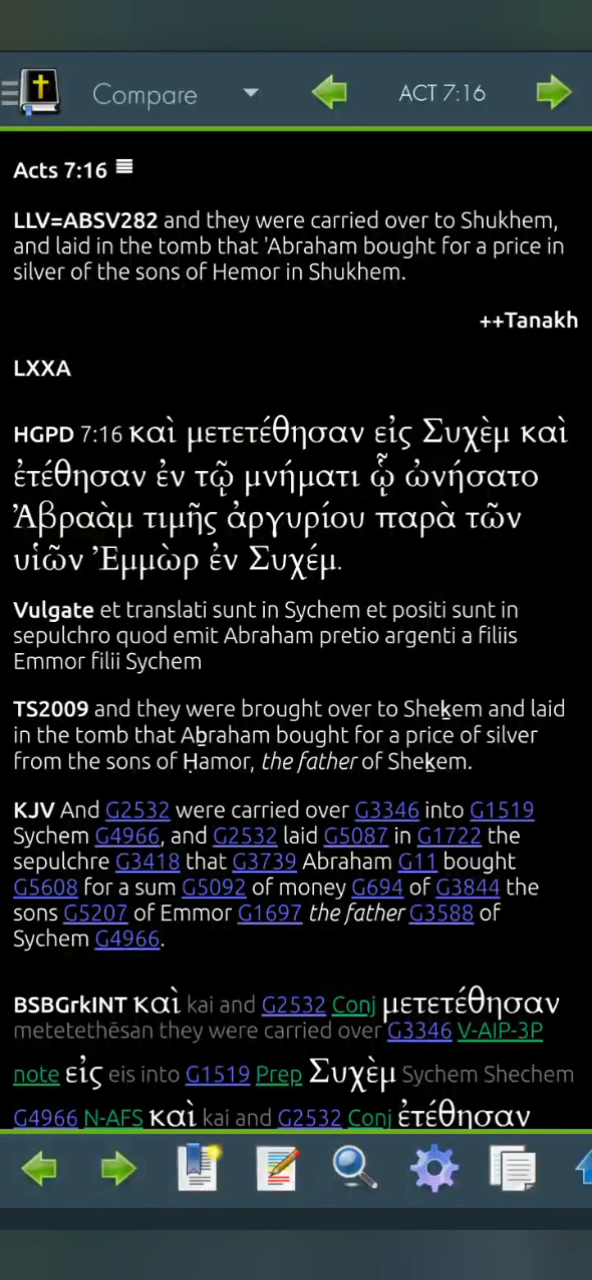 Compare
ACT 7:16
Acts 7:16
LLV=ABSV282 and they were carried over to Shukhem,
and laid in the tomb that 'Abraham bought for a price in
silver of the sons of Hemor in Shukhem.
++Tanakh
LXXA
HGPD 7:16 καὶ μετετέθησαν εἰς Συχὲμ καὶ
ἐτέθησαν ἐν τῷ μνήματι ᾧ ὠνήσατο
Ἀβραὰμ τιμῆς ἀργυρίου παρὰ τῶν
υἱῶν Ἐμμὼρ ἐν Συχέμ.
Vulgate et translati sunt in Sychem et positi sunt in
sepulchro quod emit Abraham pretio argenti a filiis
Emmor filii Sychem
TS2009 and they were brought over to Sheḵem and laid
in the tomb that Aḇraham bought for a price of silver
from the sons of Ḥamor, the father of Sheḵem.
KJV And G2532 were carried over G3346 into G1519
Sychem G4966, and G2532 laid G5087 in G1722 the
sepulchre G3418 that G3739 Abraham G11 bought
G5608 for a sum G5092 of money G694 of G3844 the
sons G5207 of Emmor G1697 the father G3588 of
Sychem G4966.
BSBGrkINT καὶ kai and G2532 Conj μετετέθησαν
metetethēsan they were carried over G3346 V-AIP-3P
note εἰς eis into G1519 Prep Συχὲμ Sychem Shechem
G4966 N-AFS καὶ kai and G2532 Conj ἐτέθησαν